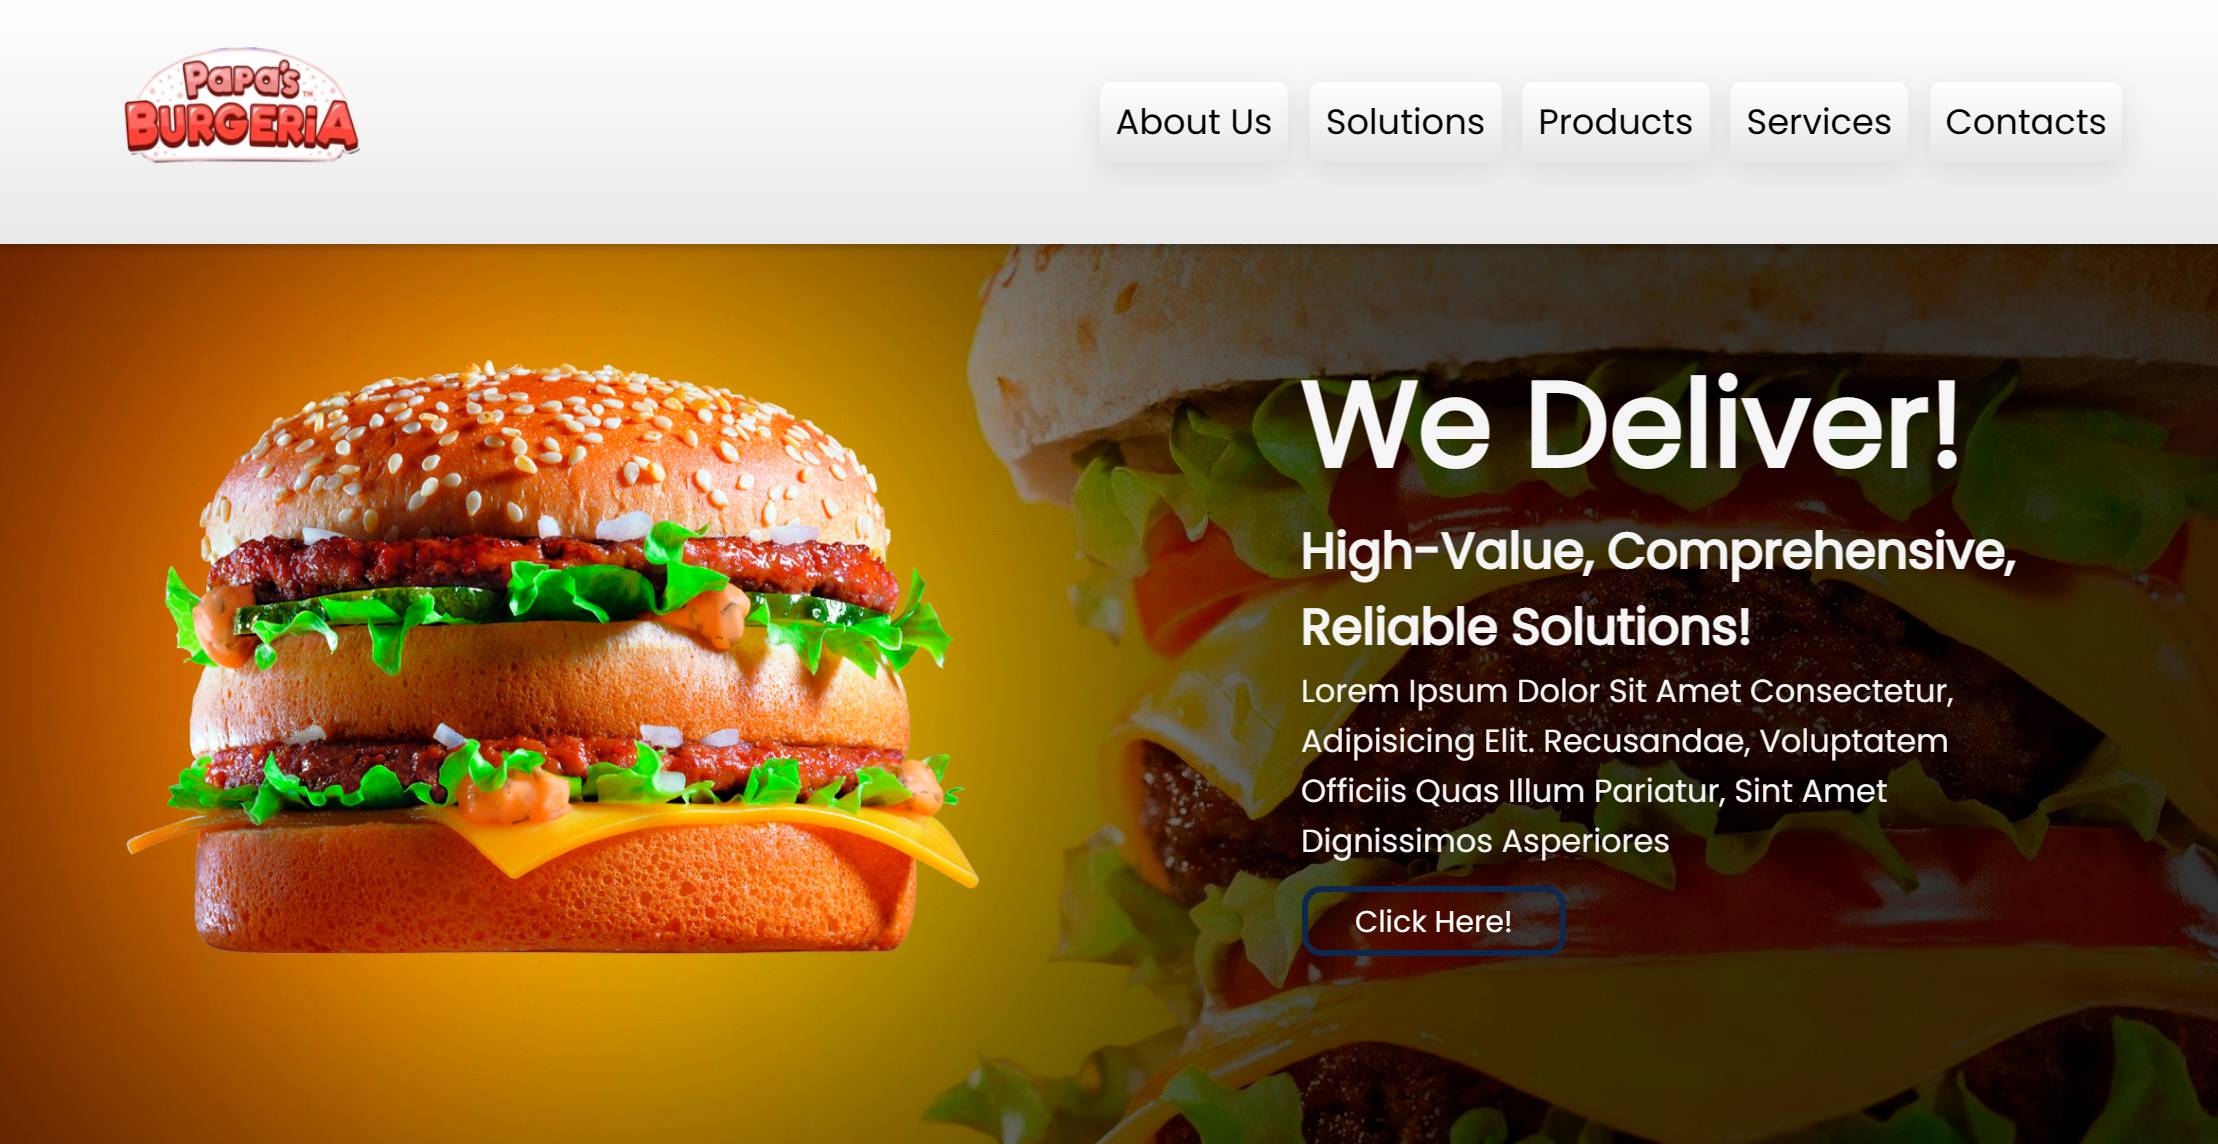 Papa's™
BURGERiA
About Us
Solutions
Products
Services
Contacts
We Deliver!
High-Value, Comprehensive,
Reliable Solutions!
Lorem Ipsum Dolor Sit Amet Consectetur,
Adipisicing Elit. Recusandae, Voluptatem
Officiis Quas Illum Pariatur, Sint Amet
Dignissimos Asperiores
Click Here!